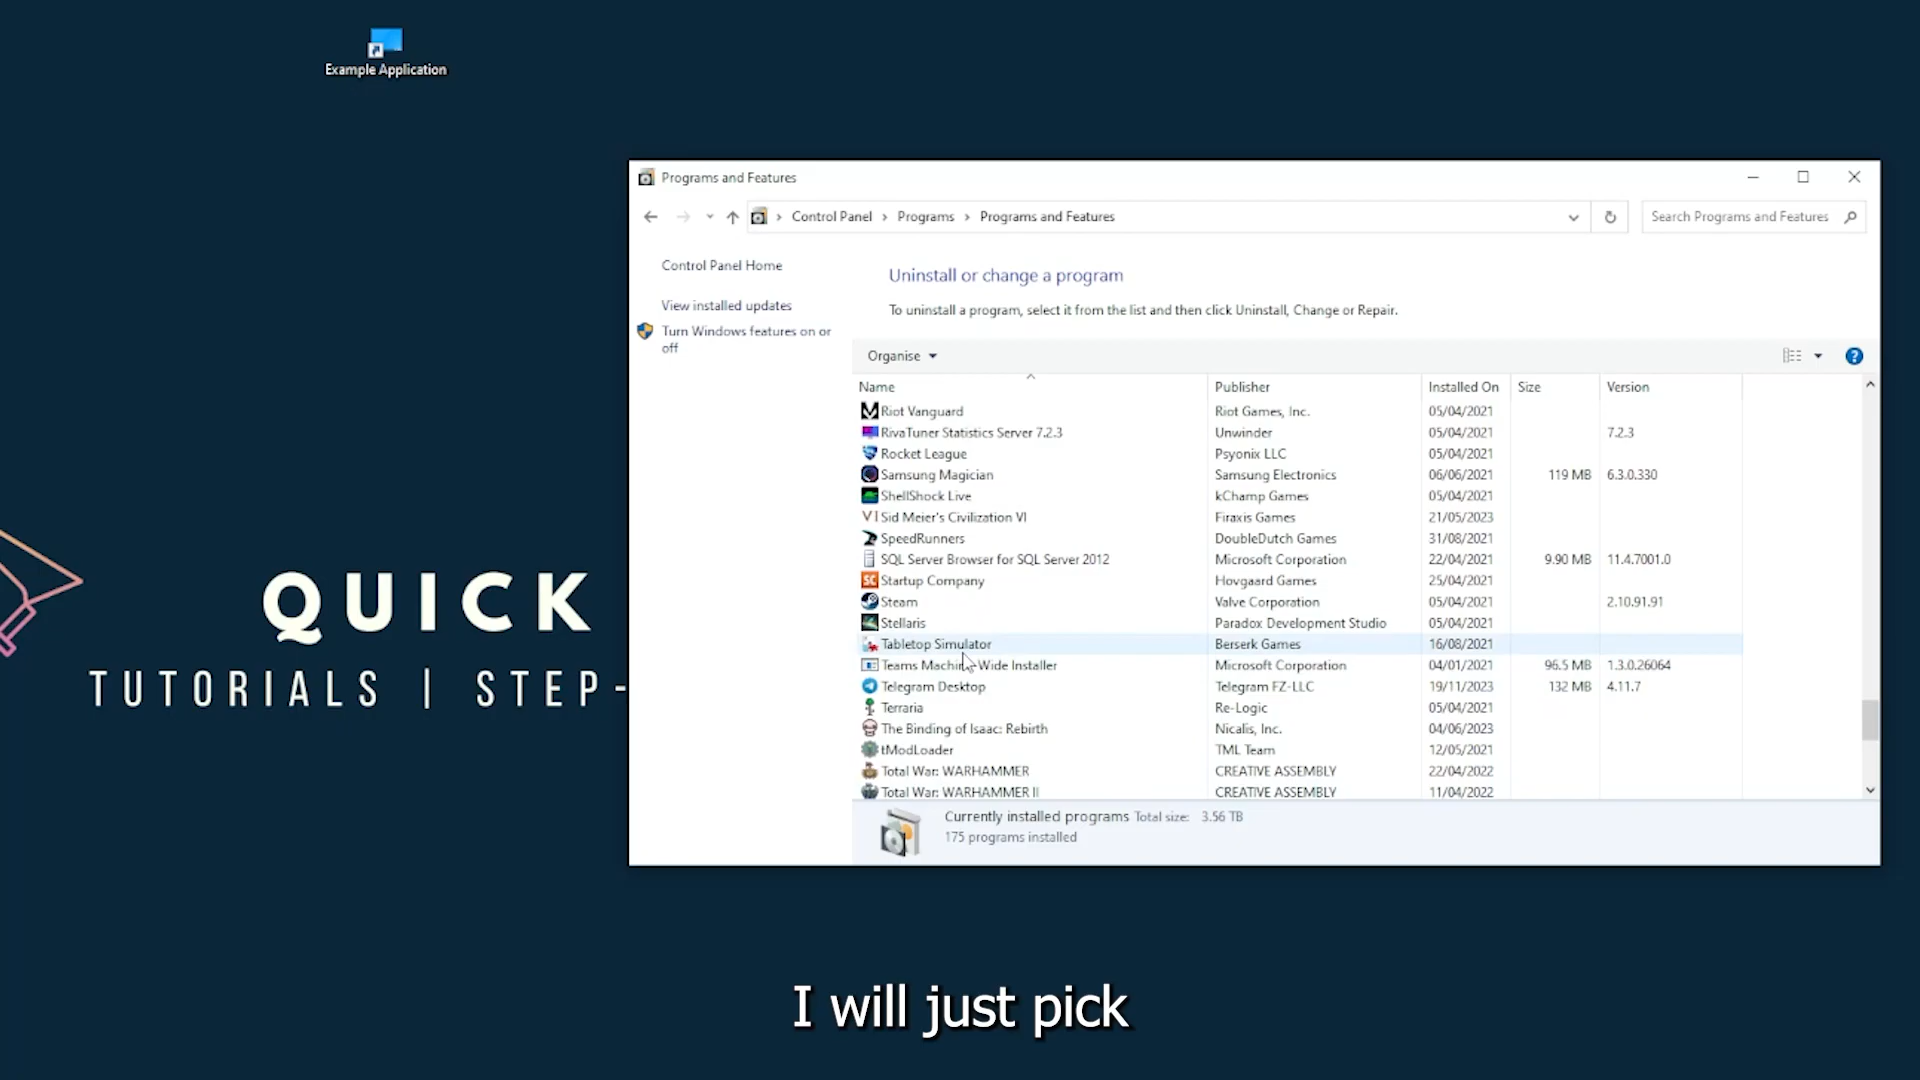 Example Application
QUICK
TUTORIALS | STEP-
Programs and Features
Control Panel › Programs › Programs and Features
Search Programs and Features
Control Panel Home
View installed updates
Turn Windows features on or
off
Uninstall or change a program
To uninstall a program, select it from the list and then click Uninstall, Change or Repair.
Organise
Name Publisher Installed On Size Version
Riot Vanguard Riot Games, Inc. 05/04/2021
RivaTuner Statistics Server 7.2.3 Unwinder 05/04/2021 7.2.3
Rocket League Psyonix LLC 05/04/2021
Samsung Magician Samsung Electronics 06/06/2021 119 MB 6.3.0.330
ShellShock Live kChamp Games 05/04/2021
VI Sid Meier's Civilization VI Firaxis Games 21/05/2023
SpeedRunners DoubleDutch Games 31/08/2021
SQL Server Browser for SQL Server 2012 Microsoft Corporation 22/04/2021 9.90 MB 11.4.7001.0
SC Startup Company Hovgaard Games 25/04/2021
Steam Valve Corporation 05/04/2021 2.10.91.91
Stellaris Paradox Development Studio 05/04/2021
Tabletop Simulator Berserk Games 16/08/2021
Teams Machine-Wide Installer Microsoft Corporation 04/01/2021 96.5 MB 1.3.0.26064
Telegram Desktop Telegram FZ-LLC 19/11/2023 132 MB 4.11.7
Terraria Re-Logic 05/04/2021
The Binding of Isaac: Rebirth Nicalis, Inc. 04/06/2023
tModLoader TML Team 12/05/2021
Total War: WARHAMMER CREATIVE ASSEMBLY 22/04/2022
Total War: WARHAMMER II CREATIVE ASSEMBLY 11/04/2022
Currently installed programs Total size: 3.56 TB
175 programs installed
I will just pick